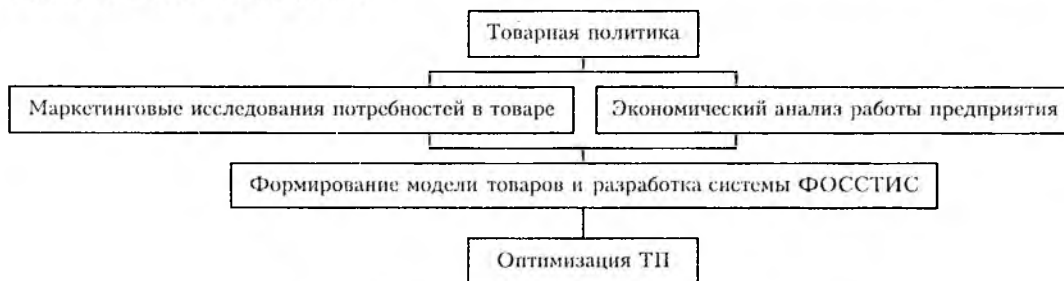 Товарная политика
Маркетинговые исследования потребностей в товаре
Экономический анализ работы предприятия
Формирование модели товаров и разработка системы ФОССТИС
Оптимизация ТП